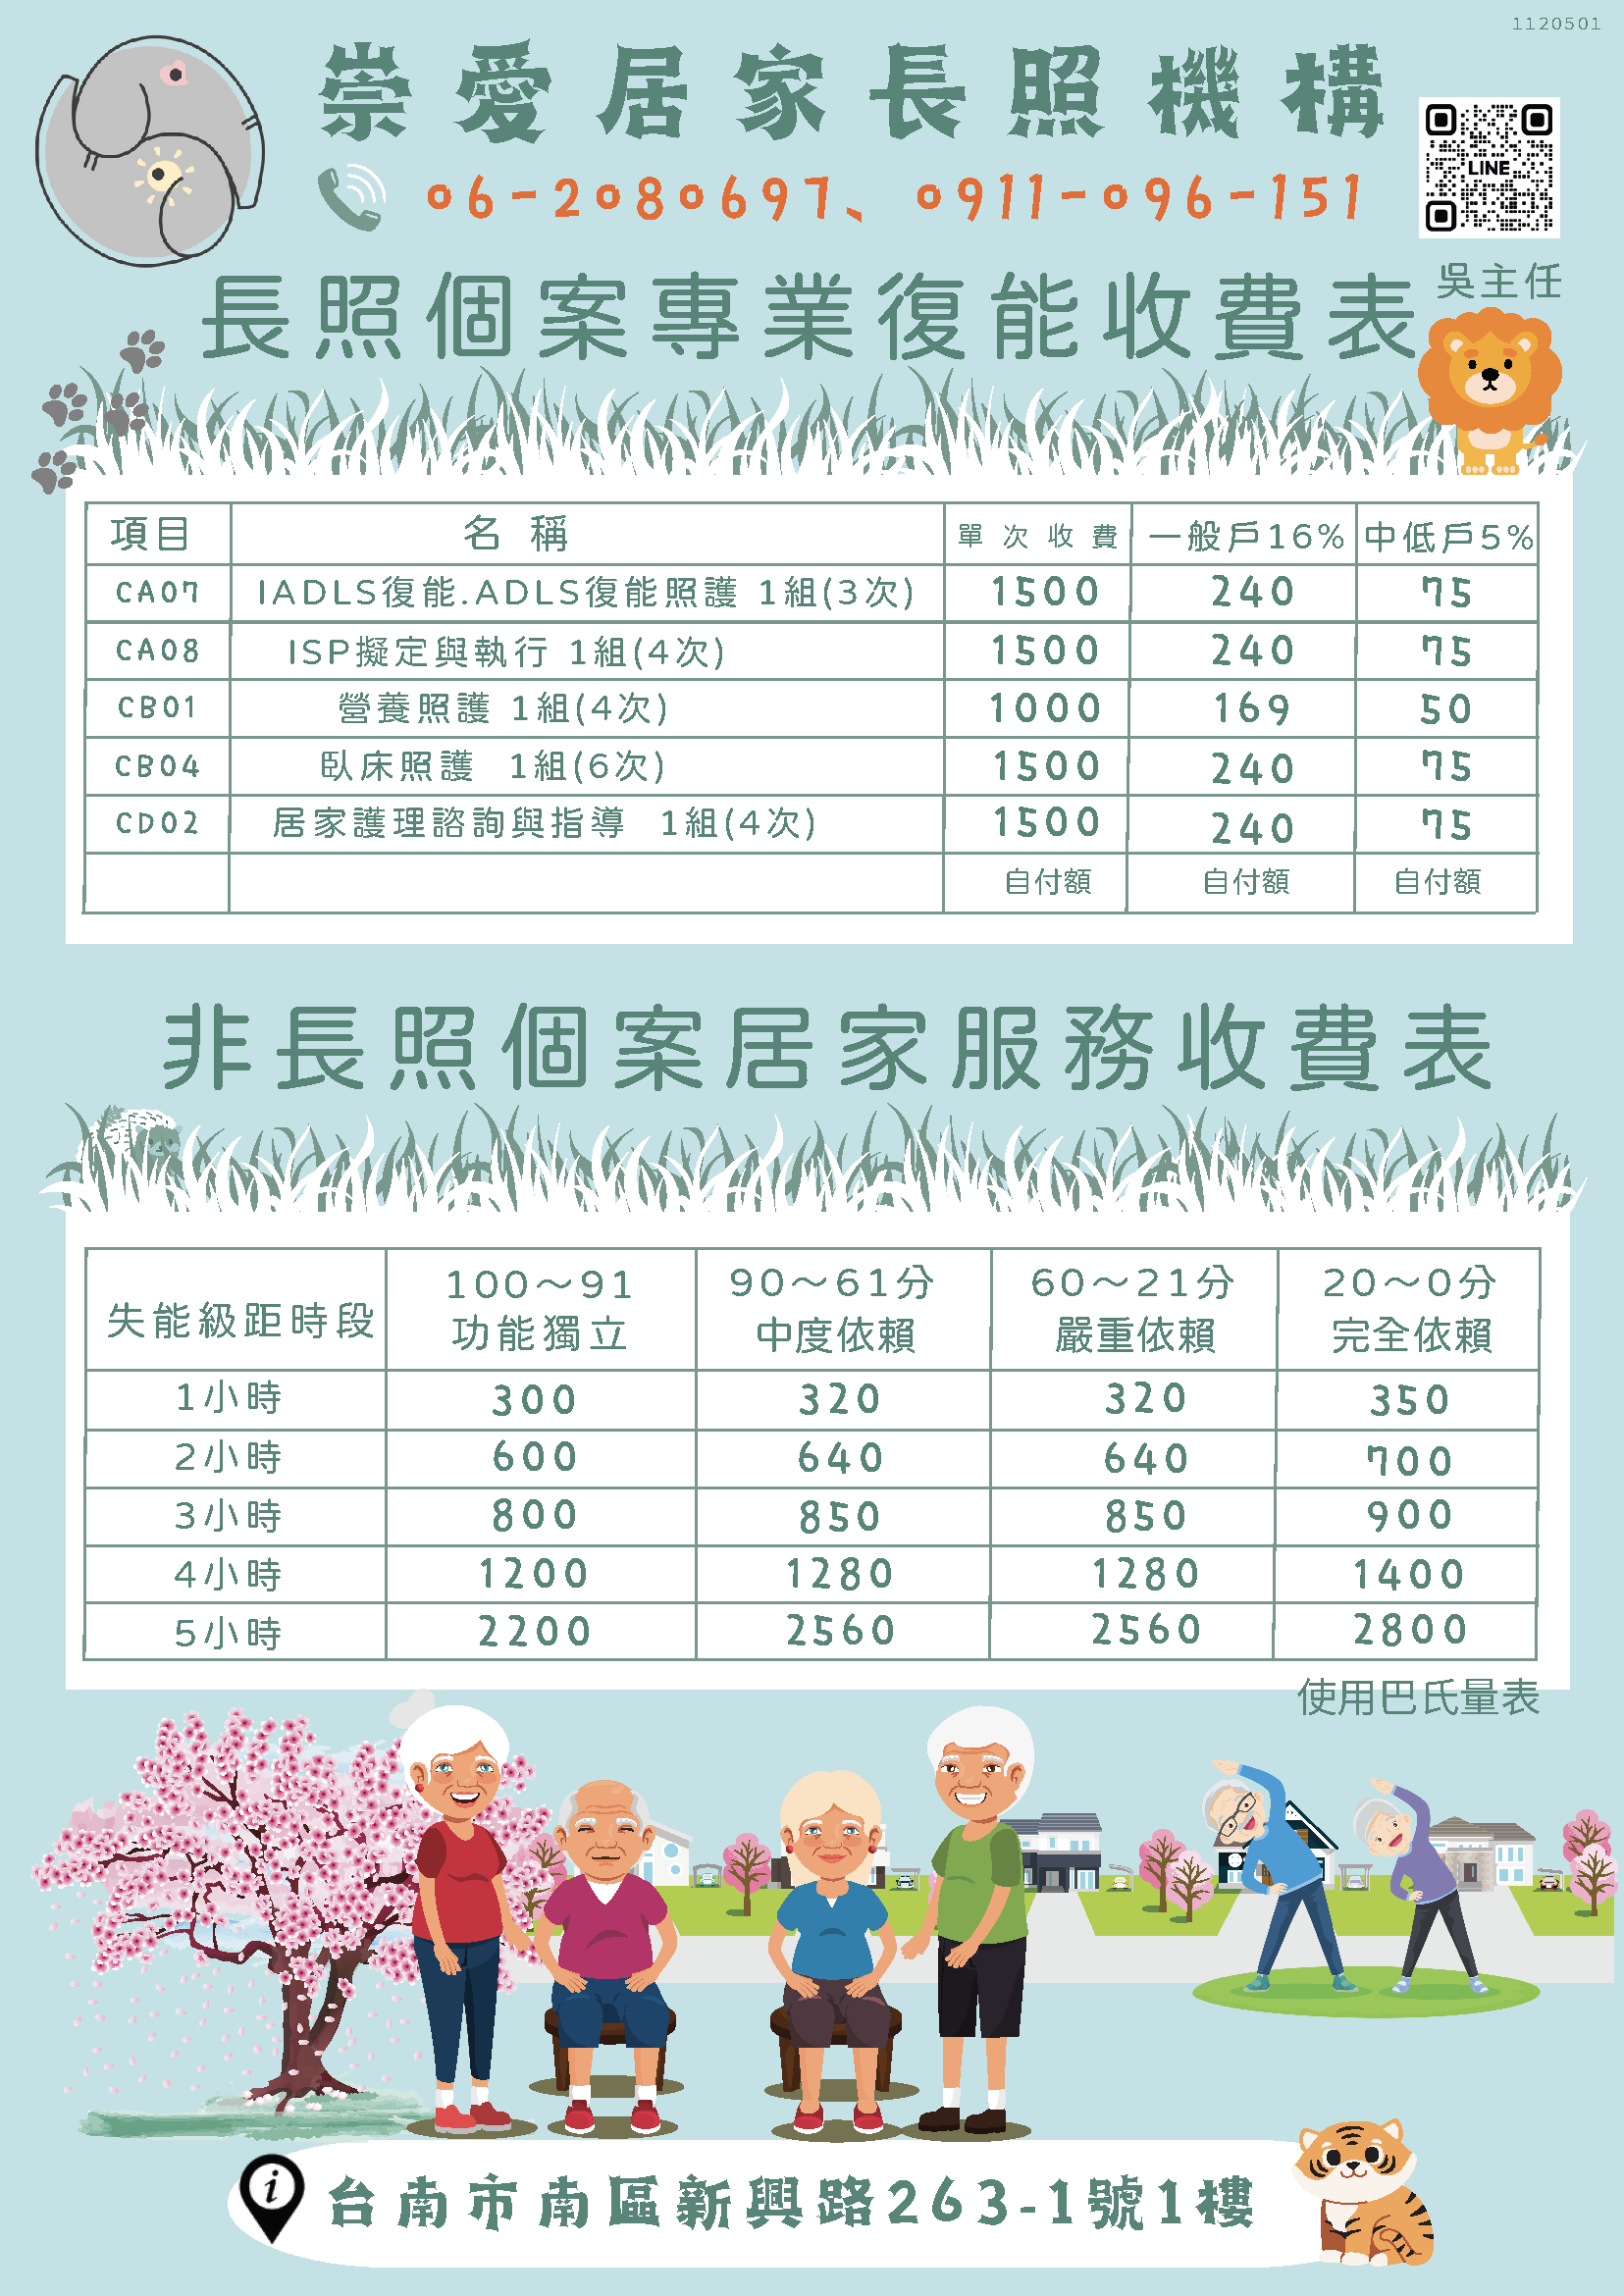 1120501
崇愛居家長照機構
06-2080697、0911-096-151
LINE
吳主任
長照個案專業復能收費表
項目 名稱 單次收費 一般戶16% 中低戶5%
CA07 IADLS復能.ADLS復能照護 1組(3次) 1500 240 75
CA08 ISP擬定與執行 1組(4次) 1500 240 75
CB01 營養照護 1組(4次) 1000 169 50
CB04 臥床照護 1組(6次) 1500 240 75
CD02 居家護理諮詢與指導 1組(4次) 1500 240 75
自付額 自付額 自付額
非長照個案居家服務收費表
失能級距時段 100～91 90～61分 60～21分 20～0分
功能獨立 中度依賴 嚴重依賴 完全依賴
1小時 300 320 320 350
2小時 600 640 640 700
3小時 800 850 850 900
4小時 1200 1280 1280 1400
5小時 2200 2560 2560 2800
使用巴氏量表
台南市南區新興路263-1號1樓